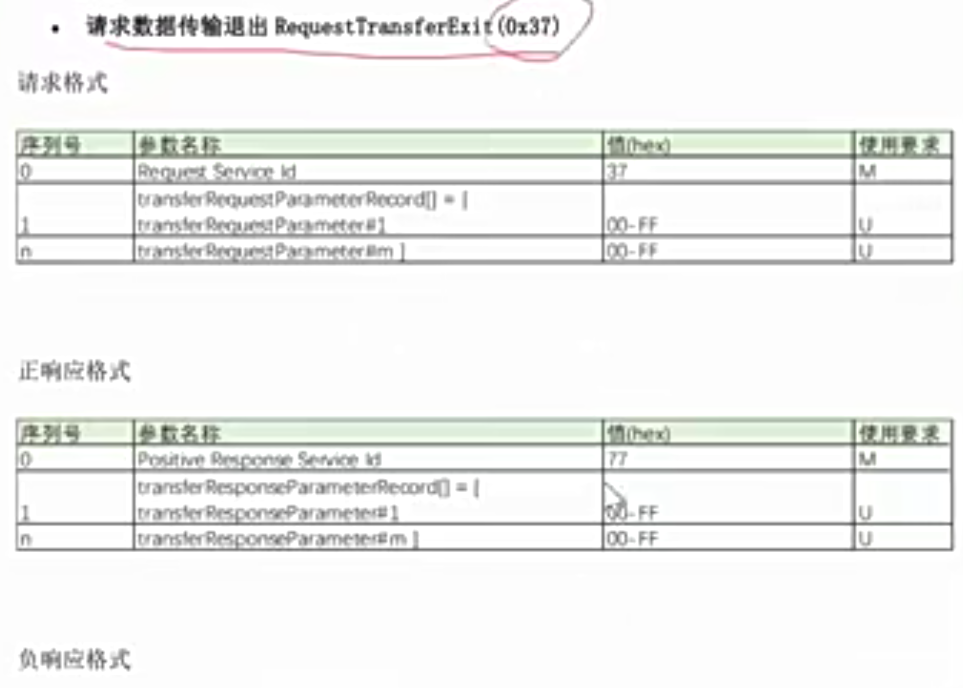 • 请求数据传输退出 RequestTransferExit(0x37)
请求格式
序列号 参数名称 值(hex) 使用要求
0 Request Service Id 37 M
transferRequestParameterRecord[] = [
1 transferRequestParameter#1 00-FF U
n transferRequestParameter#m ] 00-FF U
正响应格式
序列号 参数名称 值(hex) 使用要求
0 Positive Response Service Id 77 M
transferResponseParameterRecord[] = [
1 transferResponseParameter#1 00-FF U
n transferResponseParameter#m ] 00-FF U
负响应格式